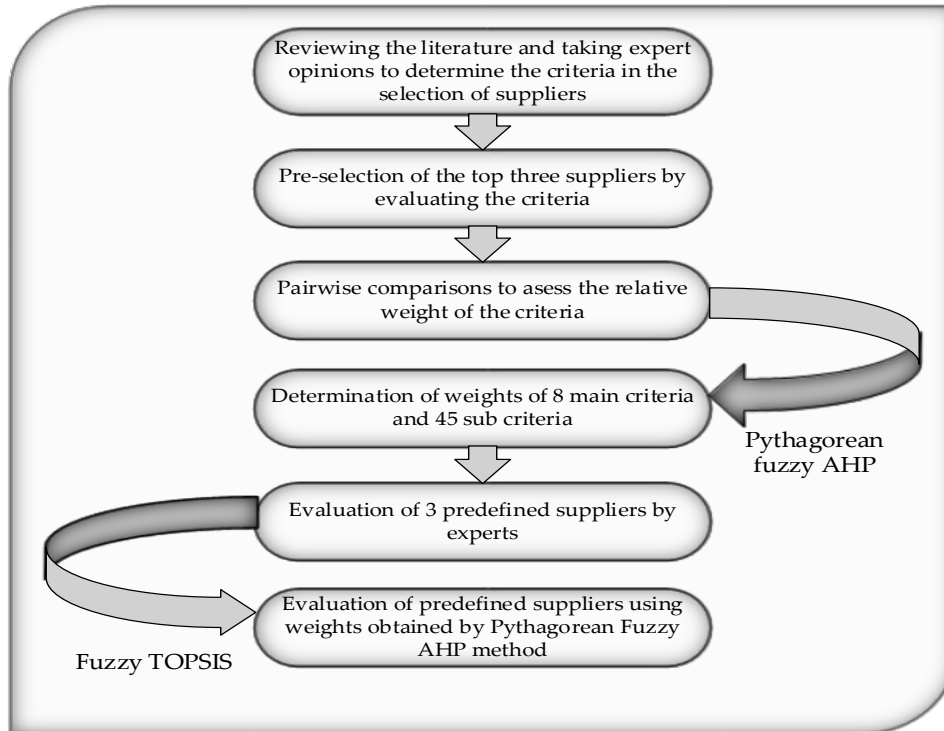 Reviewing the literature and taking expert
opinions to determine the criteria in the
selection of suppliers
Pre-selection of the top three suppliers by
evaluating the criteria
Pairwise comparisons to asess the relative
weight of the criteria
Determination of weights of 8 main criteria
and 45 sub criteria
Pythagorean
fuzzy AHP
Evaluation of 3 predefined suppliers by
experts
Evaluation of predefined suppliers using
weights obtained by Pythagorean Fuzzy
AHP method
Fuzzy TOPSIS